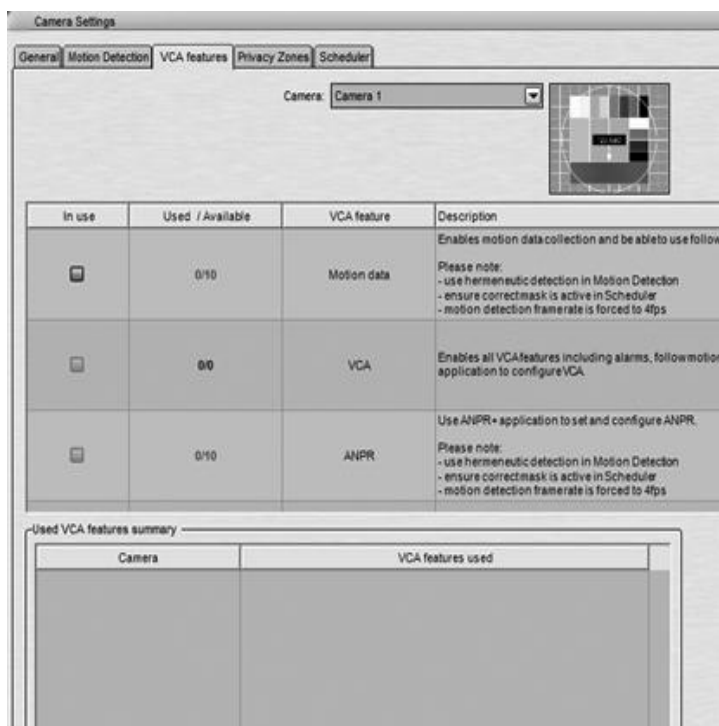 Camera Settings
General Motion Detection VCA features Privacy Zones Scheduler
Camera: Camera 1
In use Used / Available VCA feature Description
Enables motion data collection and be able to use follow
0/10 Motion data
Please note:
- use hermeneutic detection in Motion Detection
- ensure correct mask is active in Scheduler
- motion detection framerate is forced to 4fps
0/0 VCA
Enables all VCA features including alarms, follow motion
application to configure VCA
Use ANPR+ application to set and configure ANPR.
0/10 ANPR
Please note:
- use hermeneutic detection in Motion Detection
- ensure correct mask is active in Scheduler
- motion detection framerate is forced to 4fps
Used VCA features summary
Camera VCA features used